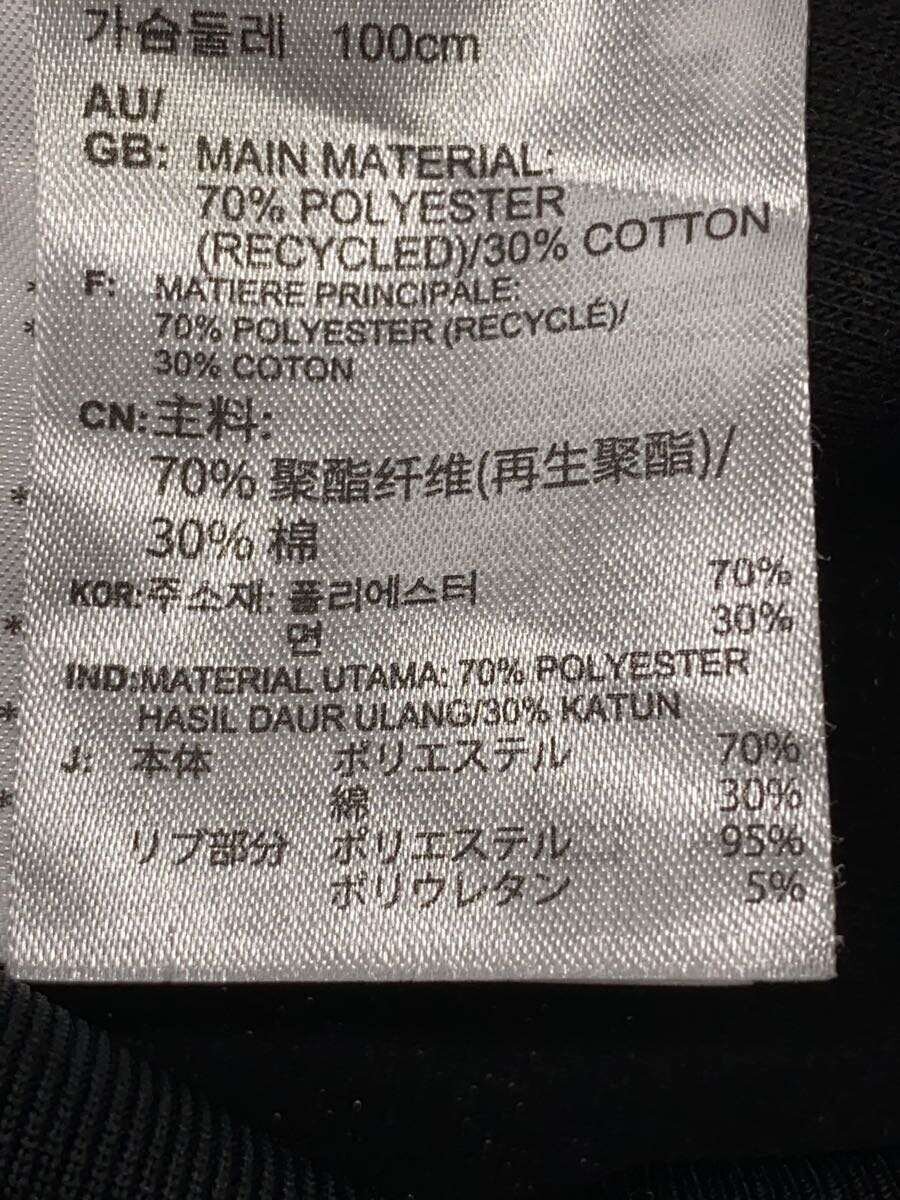 가슴둘레 100cm
AU/
GB: MAIN MATERIAL:
70% POLYESTER
(RECYCLED)/30% COTTON
F: MATIERE PRINCIPALE:
70% POLYESTER (RECYCLÉ)/
30% COTON
CN:主料:
70% 聚酯纤维(再生聚酯)/
30% 棉
KOR:주소재: 폴리에스터 70%
면 30%
IND:MATERIAL UTAMA: 70% POLYESTER
HASIL DAUR ULANG/30% KATUN
J: 本体 ポリエステル 70%
綿 30%
リブ部分 ポリエステル 95%
ポリウレタン 5%